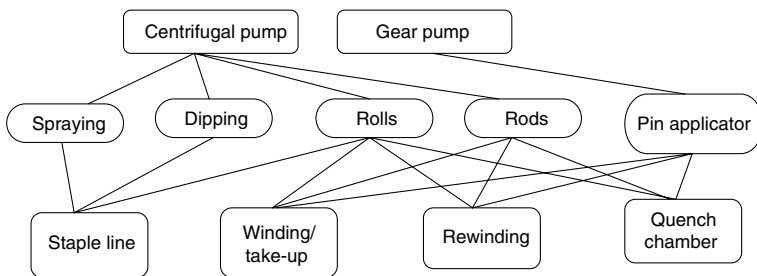 Centrifugal pump
Gear pump
Spraying
Dipping
Rolls
Rods
Pin applicator
Staple line
Winding/
take-up
Rewinding
Quench
chamber